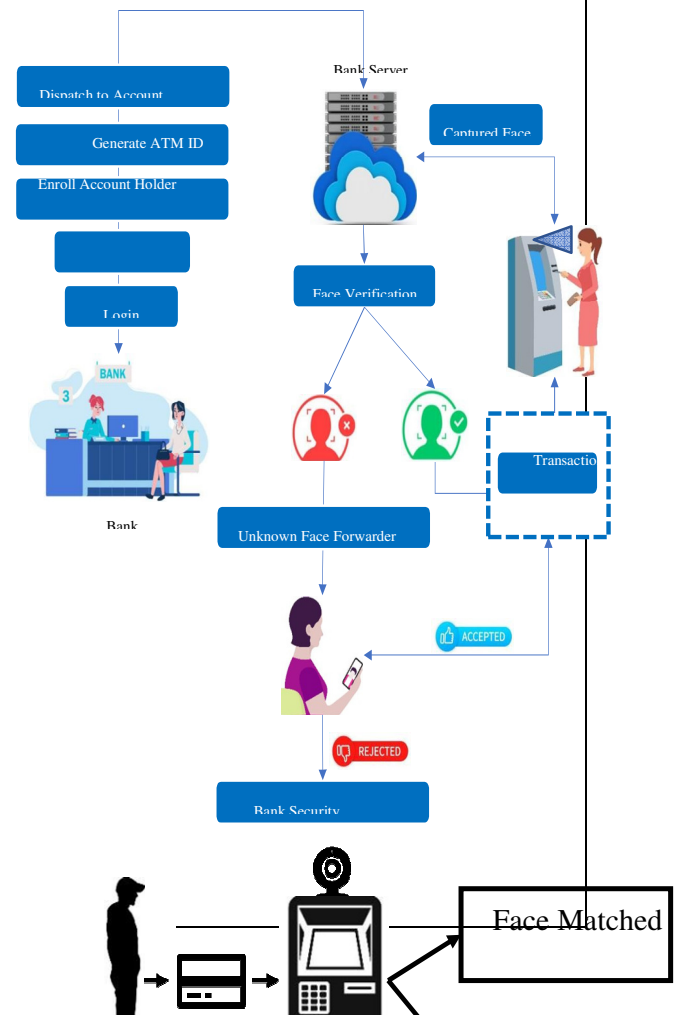 Bank Server
Dispatch to Account
Captured Face
Generate ATM ID
Enroll Account Holder
Face Verification
Login
BANK
3
Transactio
Bank
Unknown Face Forwarder
ACCEPTED
REJECTED
Bank Security
Face Matched